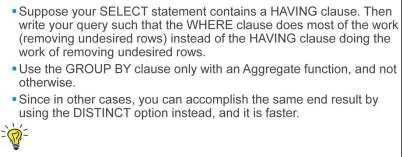 ▪ Suppose your SELECT statement contains a HAVING clause. Then
write your query such that the WHERE clause does most of the work
(removing undesired rows) instead of the HAVING clause doing the
work of removing undesired rows.
▪ Use the GROUP BY clause only with an Aggregate function, and not
otherwise.
▪ Since in other cases, you can accomplish the same end result by
using the DISTINCT option instead, and it is faster.